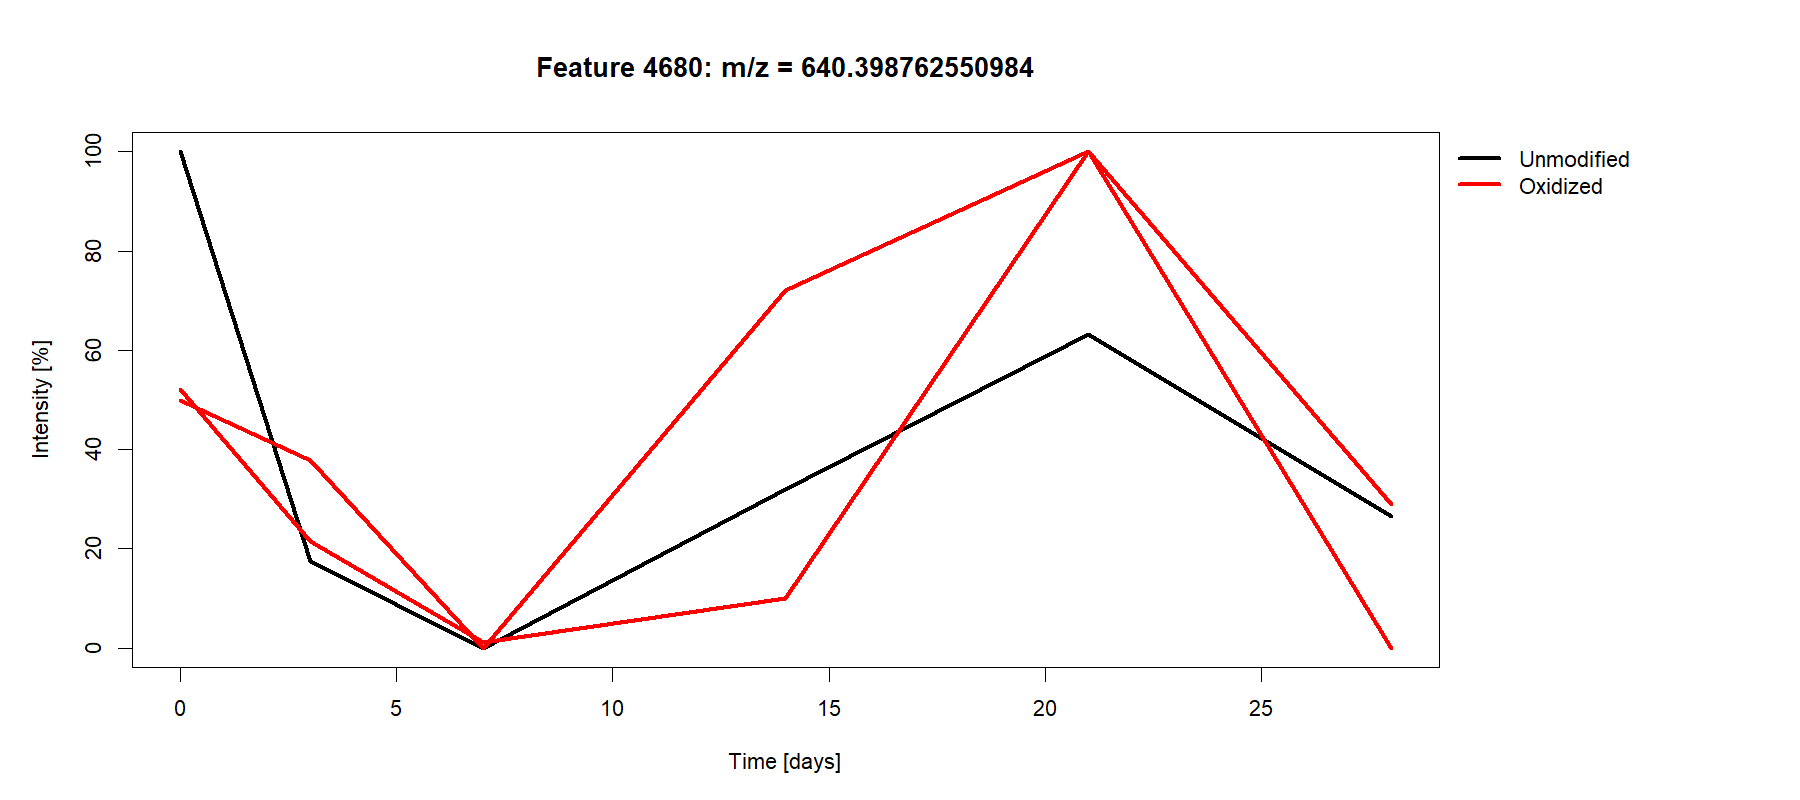 Feature 4680: m/z = 640.398762550984
Unmodified
Oxidized
Intensity [%]
100
80
60
40
20
0
0 5 10 15 20 25
Time [days]